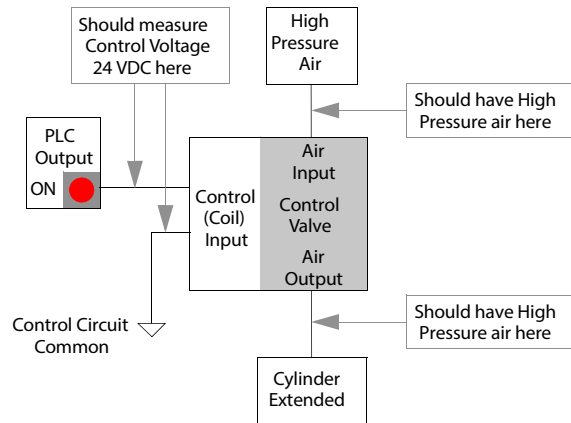 Should measure
Control Voltage
24 VDC here
High
Pressure
Air
Should have High
Pressure air here
PLC
Output
ON
Control
(Coil)
Input
Air
Input
Control
Valve
Air
Output
Control Circuit
Common
Should have High
Pressure air here
Cylinder
Extended